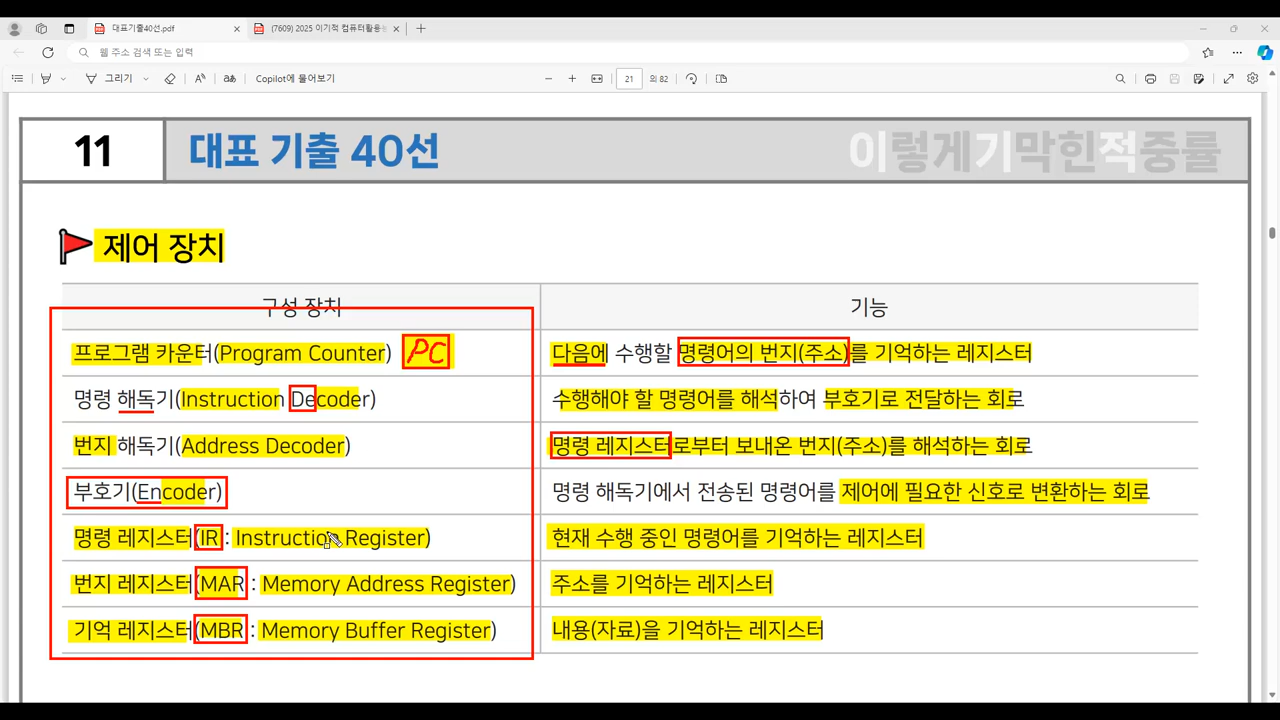 대표기출40선.pdf
(7609) 2025 이기적 컴퓨터활용능
웹 주소 검색 또는 입력
그리기
Copilot에 물어보기
21 의 82
11 대표 기출 40선 이렇게기막힌적중률
제어 장치
구성 장치 기능
프로그램 카운터(Program Counter) PC 다음에 수행할 명령어의 번지(주소)를 기억하는 레지스터
명령 해독기(Instruction Decoder) 수행해야 할 명령어를 해석하여 부호기로 전달하는 회로
번지 해독기(Address Decoder) 명령 레지스터로부터 보내온 번지(주소)를 해석하는 회로
부호기(Encoder) 명령 해독기에서 전송된 명령어를 제어에 필요한 신호로 변환하는 회로
명령 레지스터(IR : Instruction Register) 현재 수행 중인 명령어를 기억하는 레지스터
번지 레지스터(MAR : Memory Address Register) 주소를 기억하는 레지스터
기억 레지스터(MBR : Memory Buffer Register) 내용(자료)을 기억하는 레지스터